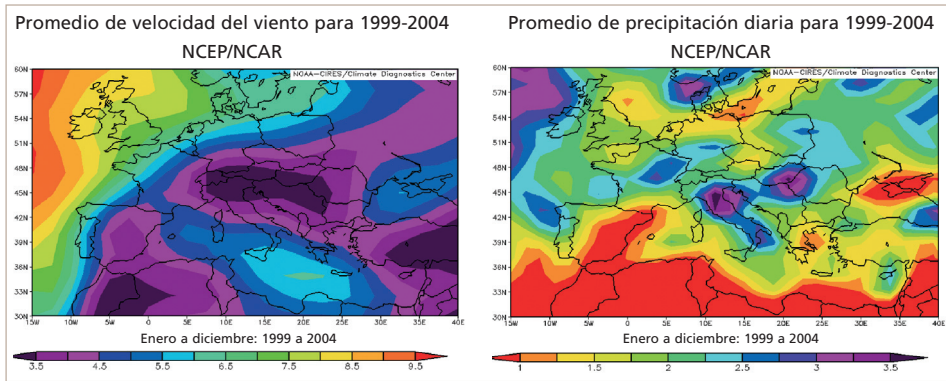 Promedio de velocidad del viento para 1999-2004
NCEP/NCAR
NOAA-CIRES/Climate Diagnostics Center
60N
57N
54N
51N
48N
45N
42N
39N
36N
33N
30N
15W 10W 5W 0 5E 10E 15E 20E 25E 30E 35E 40E
Enero a diciembre: 1999 a 2004
3.5 4.5 5.5 6.5 7.5 8.5 9.5
Promedio de precipitación diaria para 1999-2004
NCEP/NCAR
NOAA-CIRES/Climate Diagnostics Center
60N
57N
54N
51N
48N
45N
42N
39N
36N
33N
30N
15W 10W 5W 0 5E 10E 15E 20E 25E 30E 35E 40E
Enero a diciembre: 1999 a 2004
1 1.5 2 2.5 3 3.5